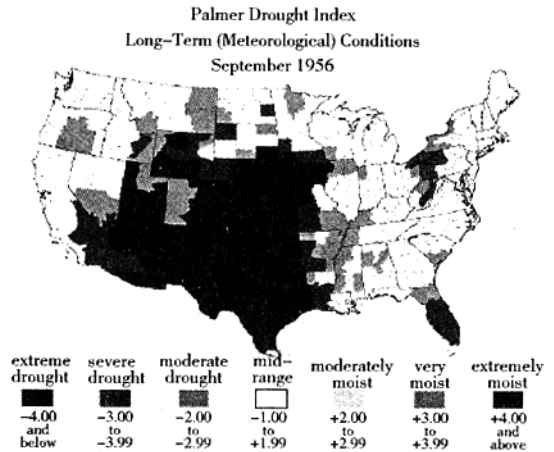 Palmer Drought Index
Long-Term (Meteorological) Conditions
September 1956
extreme drought
severe drought
moderate drought
mid-range
moderately moist
very moist
extremely moist
-4.00 and below
-3.00 to -3.99
-2.00 to -2.99
-1.00 to +1.99
+2.00 to +2.99
+3.00 to +3.99
+4.00 and above